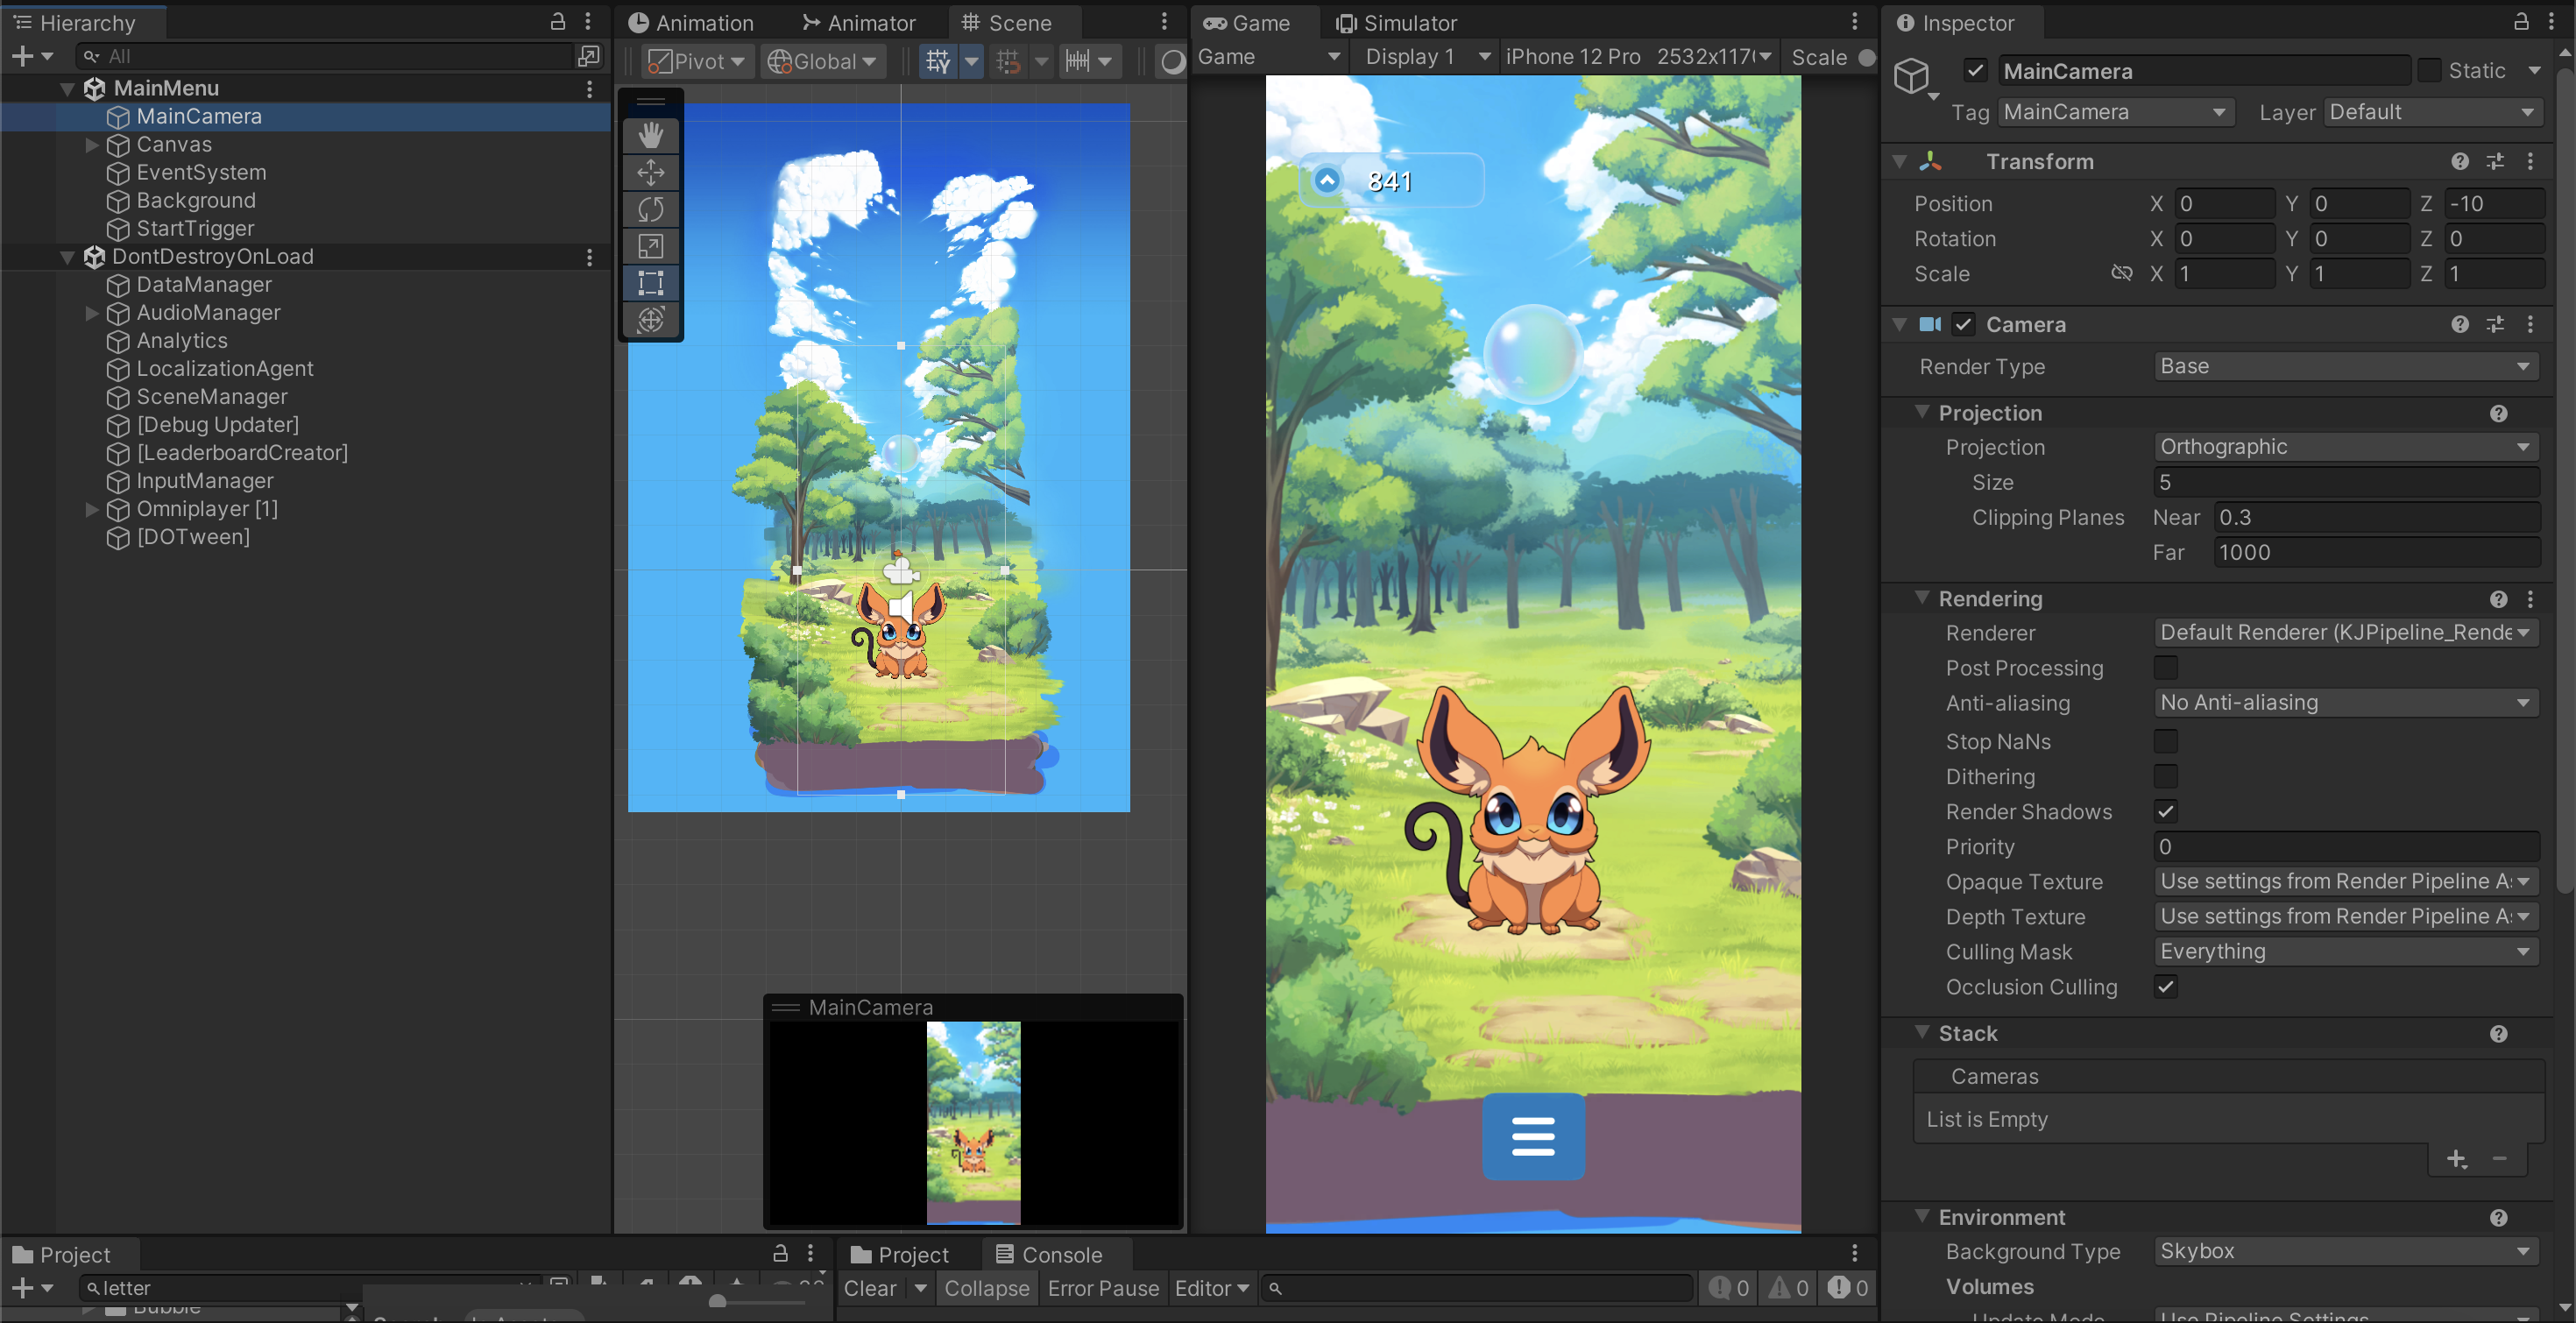 Hierarchy
All
MainMenu
MainCamera
Canvas
EventSystem
Background
StartTrigger
DontDestroyOnLoad
DataManager
AudioManager
Analytics
LocalizationAgent
SceneManager
[Debug Updater]
[LeaderboardCreator]
InputManager
Omniplayer [1]
[DOTween]
Animation Animator Scene
Pivot Global
MainCamera
Game Simulator
Game Display 1 iPhone 12 Pro 2532x117 Scale
841
Inspector
MainCamera Static
Tag MainCamera Layer Default
Transform
Position X 0 Y 0 Z -10
Rotation X 0 Y 0 Z 0
Scale X 1 Y 1 Z 1
Camera
Render Type Base
Projection
Projection Orthographic
Size 5
Clipping Planes Near 0.3
Far 1000
Rendering
Renderer Default Renderer (KJPipeline_Rende
Post Processing
Anti-aliasing No Anti-aliasing
Stop NaNs
Dithering
Render Shadows
Priority 0
Opaque Texture Use settings from Render Pipeline A
Depth Texture Use settings from Render Pipeline A
Culling Mask Everything
Occlusion Culling
Stack
Cameras
List is Empty
Environment
Background Type Skybox
Volumes
Update Mode Use Pipeline Settings
Project
letter
Bubble
Project Console
Clear Collapse Error Pause Editor
0 0 0